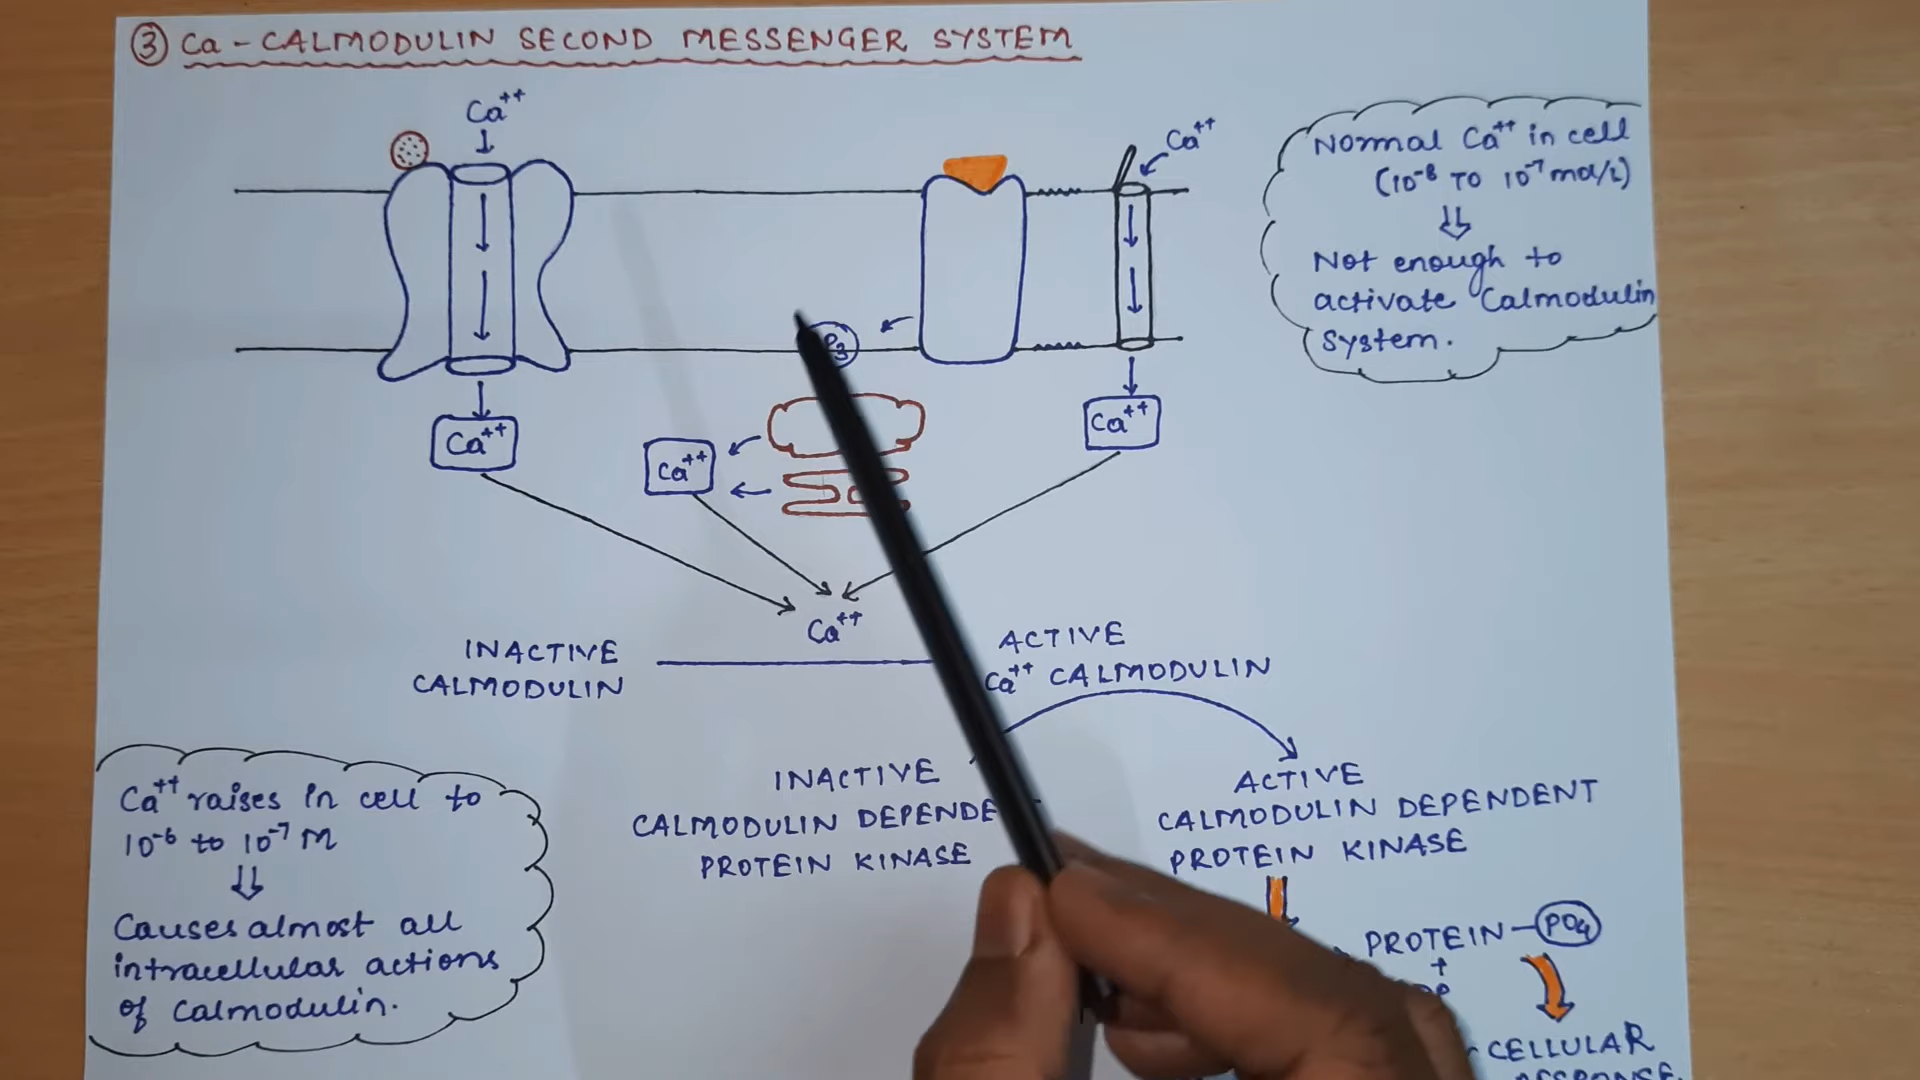 ③ Ca - CALMODULIN SECOND MESSENGER SYSTEM
Ca++
Ca++
Normal Ca++ in cell
(10-8 TO 10-7 mol/L)
⇓
Not enough to
activate Calmodulin
System.
P3
Ca++
Ca++
Ca++
Ca++
INACTIVE
CALMODULIN
ACTIVE
Ca++ CALMODULIN
INACTIVE
CALMODULIN DEPENDE
PROTEIN KINASE
ACTIVE
CALMODULIN DEPENDENT
PROTEIN KINASE
PROTEIN - PO4
+
CELLULAR
RESPONSE
Ca++ raises in cell to
10-6 to 10-7 M
⇓
Causes almost all
intracellular actions
of Calmodulin.